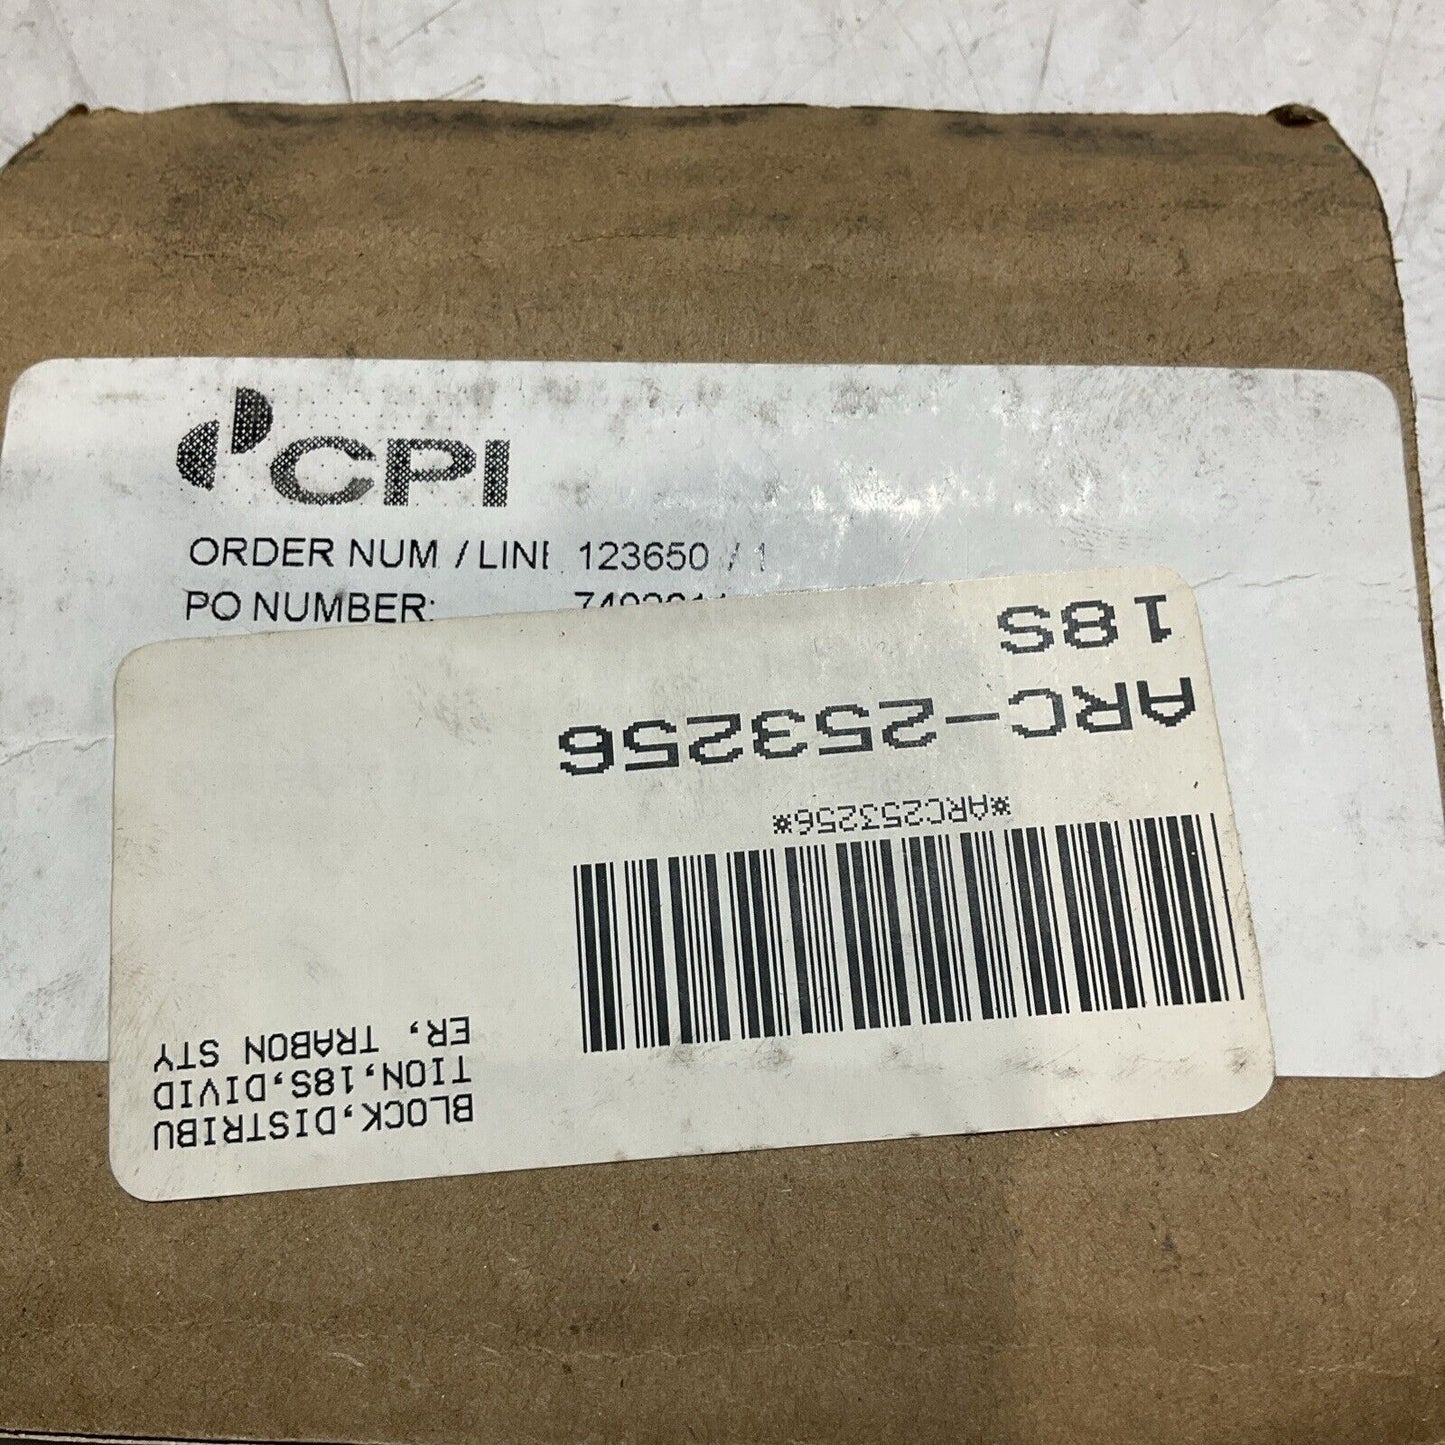 CPI
ORDER NUM / LINE 123650 / 1
PO NUMBER:
BLOCK,DISTRIBU
TION,18S,DIVID
ER, TRABON STY
*ARC253256*
ARC-253256
18S